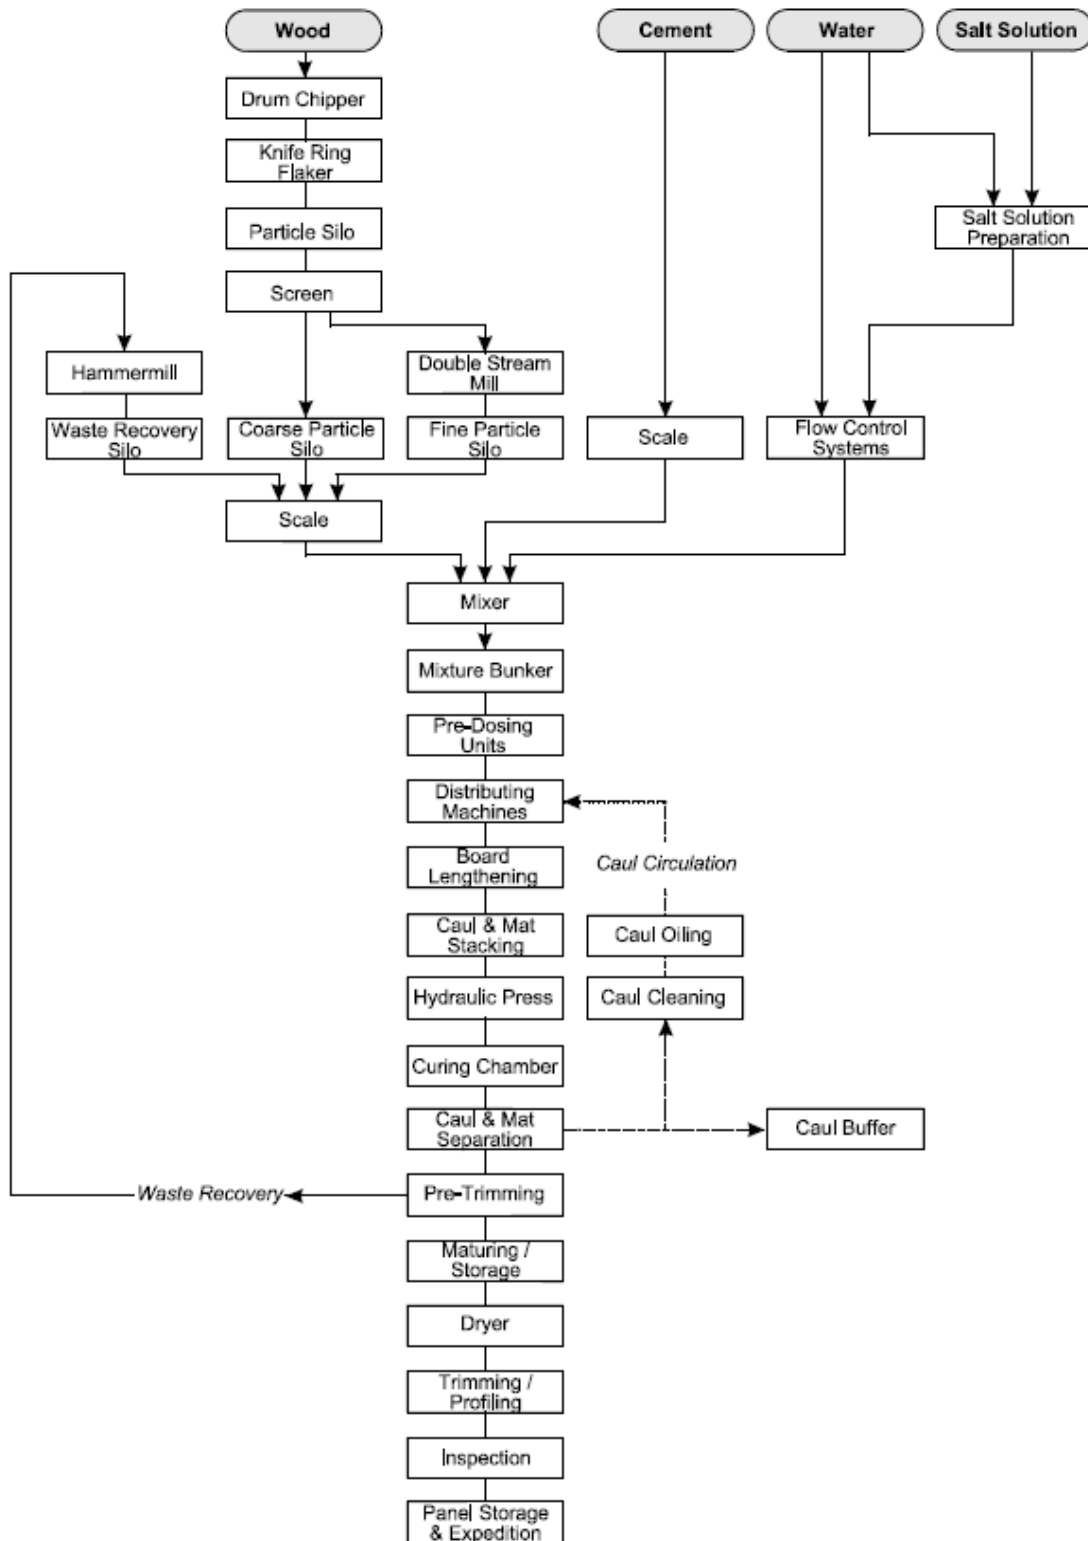 Wood
Cement
Water
Salt Solution
Drum Chipper
Knife Ring
Flaker
Particle Silo
Salt Solution
Preparation
Screen
Hammermill
Double Stream
Mill
Waste Recovery
Silo
Coarse Particle
Silo
Fine Particle
Silo
Scale
Flow Control
Systems
Scale
Mixer
Mixture Bunker
Pre-Dosing
Units
Distributing
Machines
Board
Lengthening
Caul Circulation
Caul & Mat
Stacking
Caul Oiling
Hydraulic Press
Caul Cleaning
Curing Chamber
Caul & Mat
Separation
Caul Buffer
Waste Recovery
Pre-Trimming
Maturing /
Storage
Dryer
Trimming /
Profiling
Inspection
Panel Storage
& Expedition